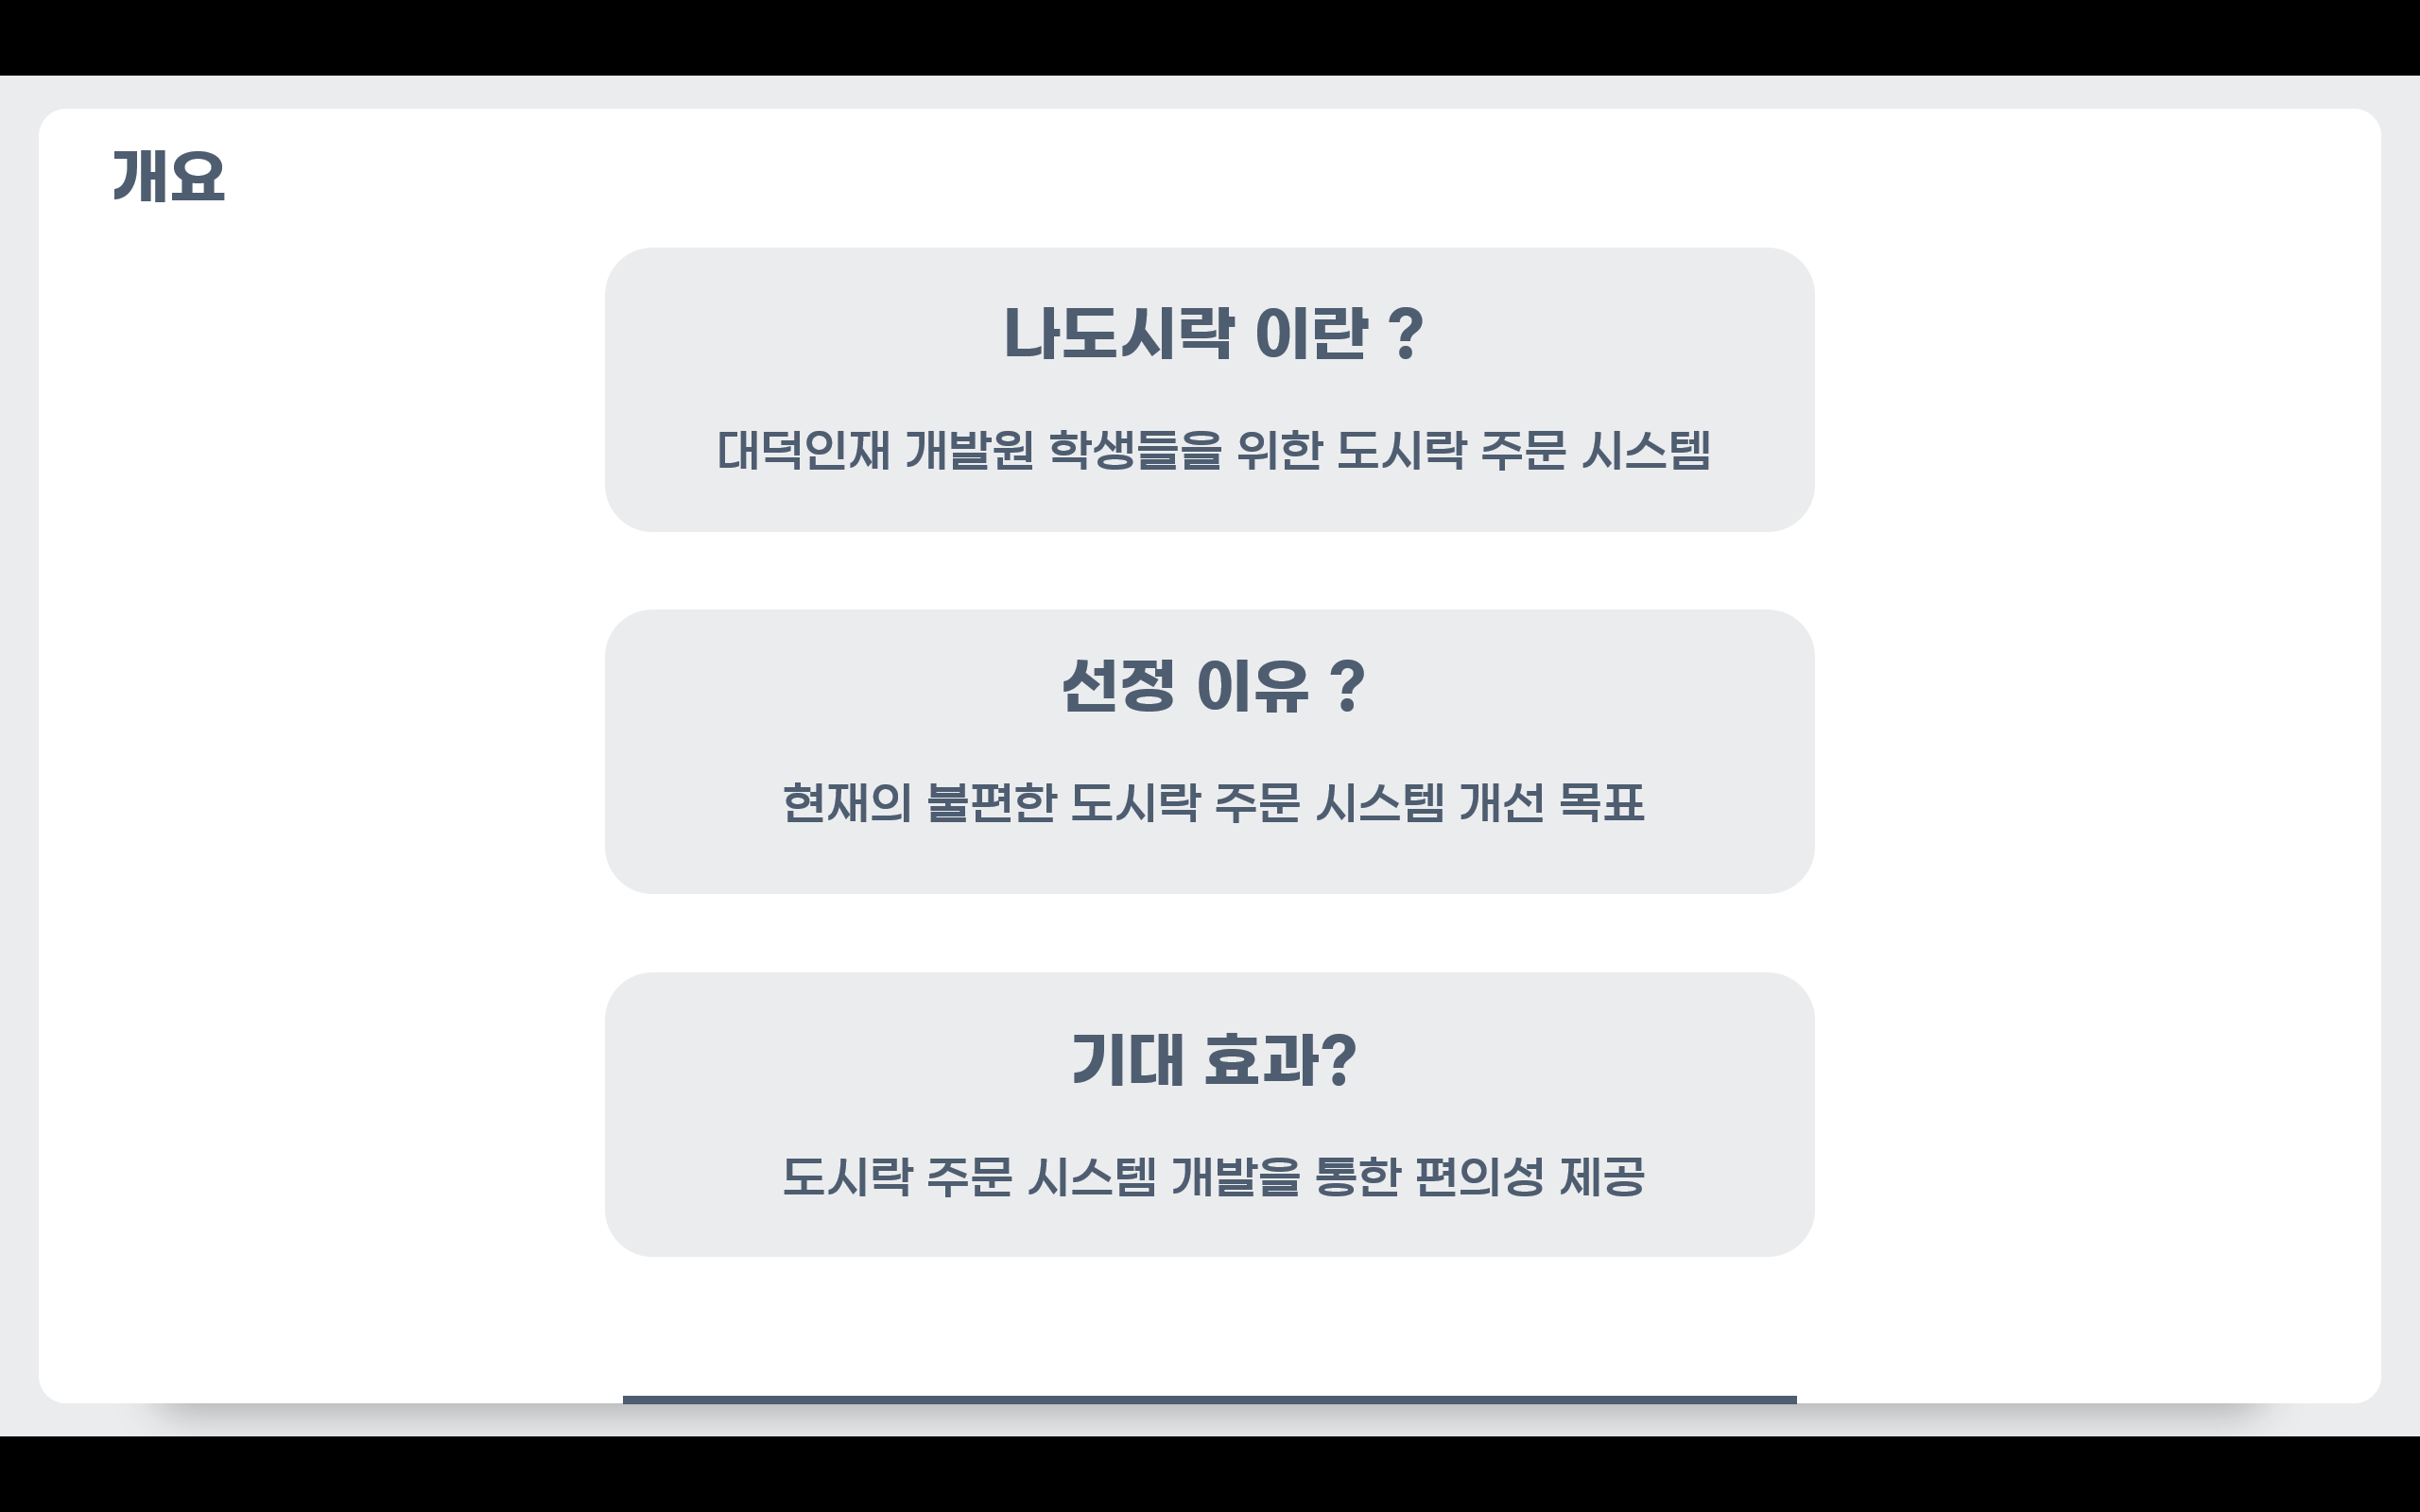 개요
나도시락 이란 ?
대덕인재 개발원 학생들을 위한 도시락 주문 시스템
선정 이유 ?
현재의 불편한 도시락 주문 시스템 개선 목표
기대 효과?
도시락 주문 시스템 개발을 통한 편의성 제공